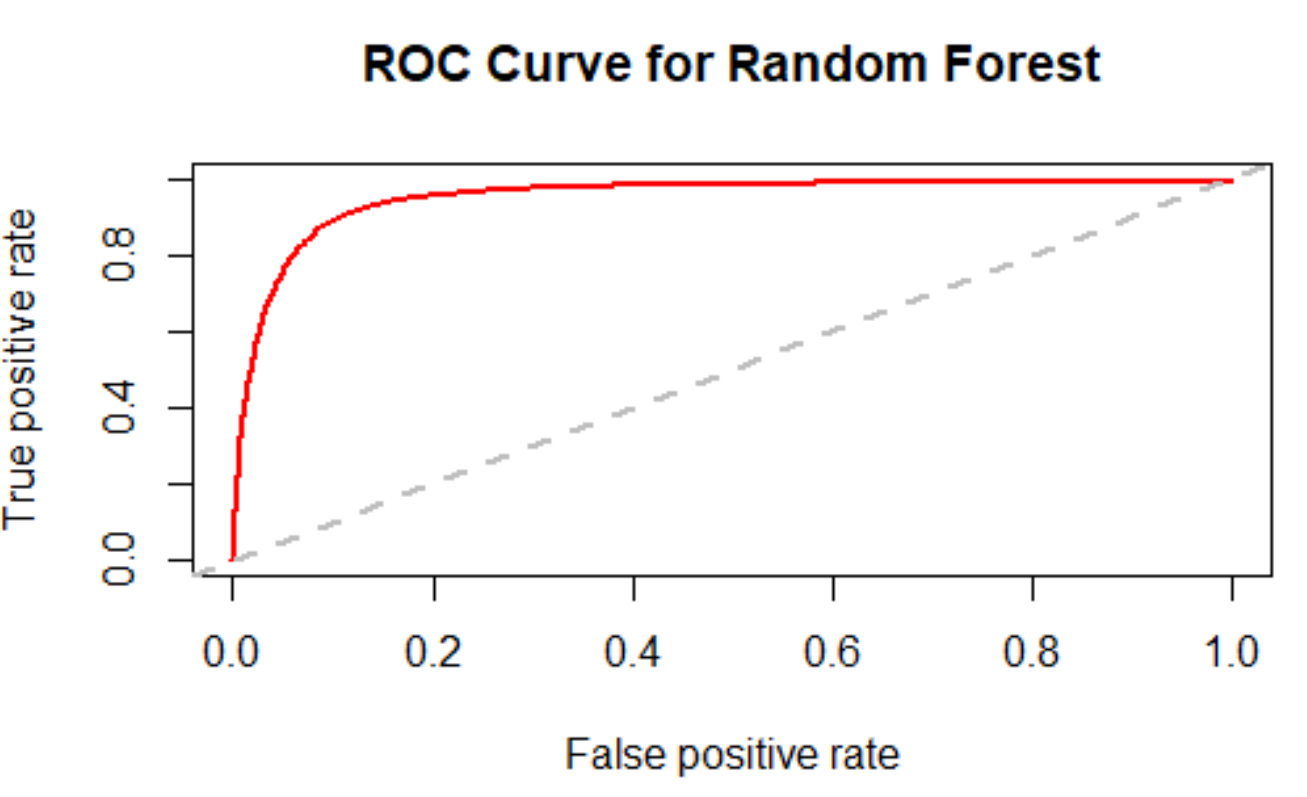 ROC Curve for Random Forest
True positive rate
0.8
0.4
0.0
0.0 0.2 0.4 0.6 0.8 1.0
False positive rate